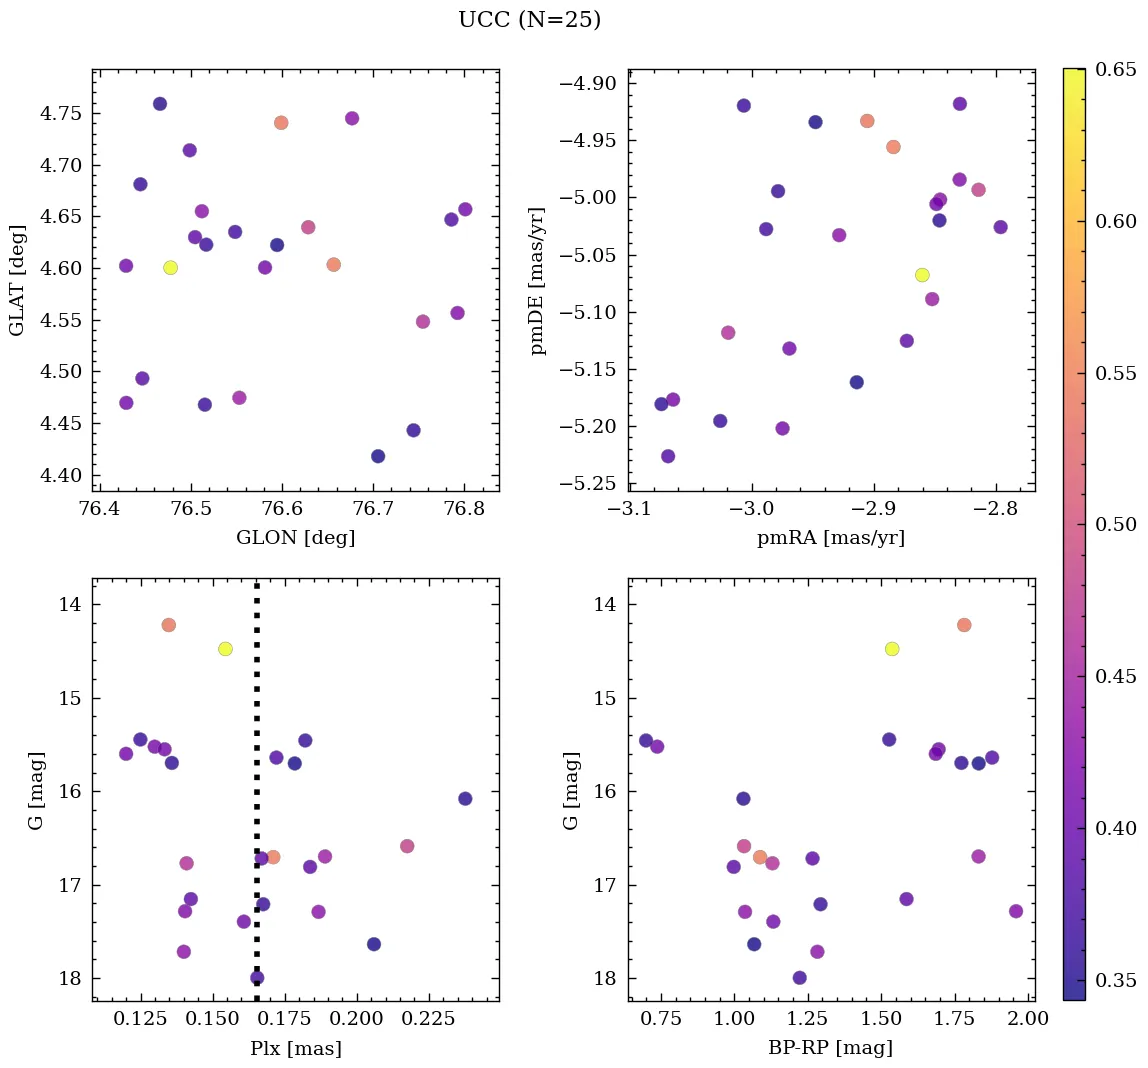 UCC (N=25)
4.75
4.70
4.65
4.60
4.55
4.50
4.45
4.40
GLAT [deg]
76.4 76.5 76.6 76.7 76.8
GLON [deg]
−4.90
−4.95
−5.00
−5.05
−5.10
−5.15
−5.20
−5.25
pmDE [mas/yr]
−3.1 −3.0 −2.9 −2.8
pmRA [mas/yr]
14
15
16
17
18
G [mag]
0.125 0.150 0.175 0.200 0.225
Plx [mas]
14
15
16
17
18
G [mag]
0.75 1.00 1.25 1.50 1.75 2.00
BP-RP [mag]
0.65
0.60
0.55
0.50
0.45
0.40
0.35